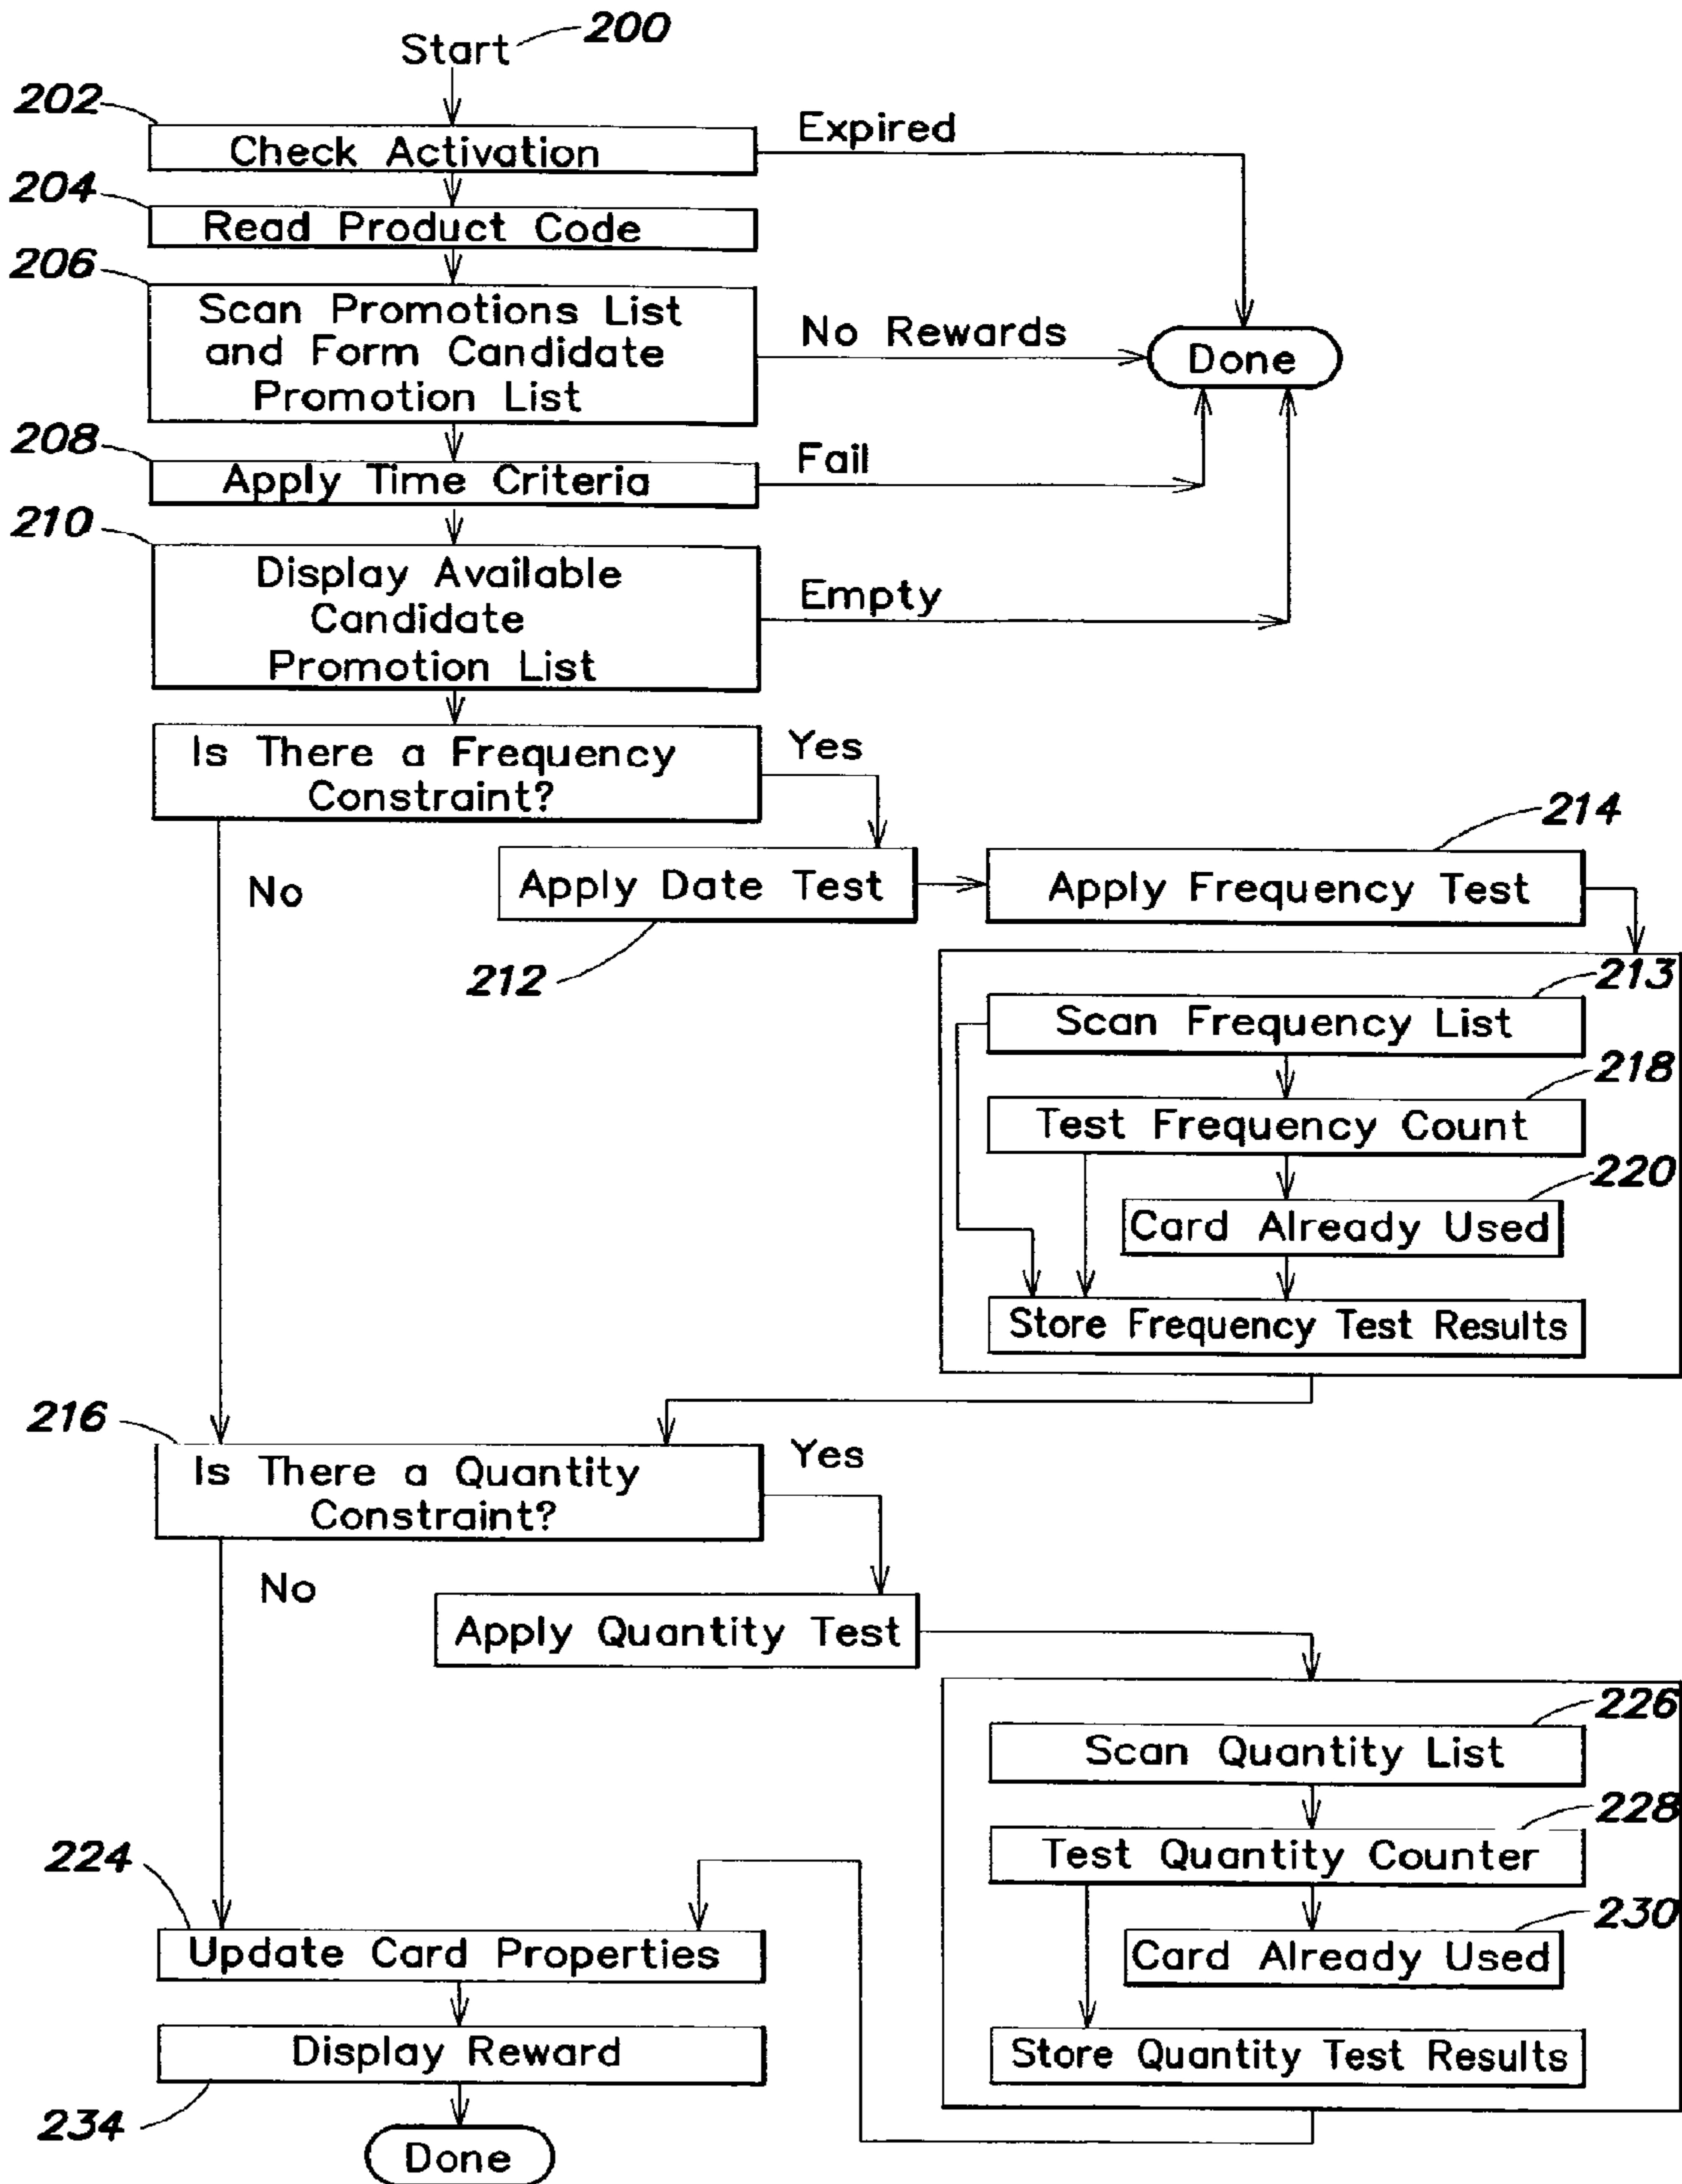 Start
200
202
Check Activation
Expired
204
Read Product Code
206
Scan Promotions List
and Form Candidate
Promotion List
No Rewards
Done
208
Apply Time Criteria
Fail
210
Display Available
Candidate
Promotion List
Empty
Is There a Frequency
Constraint?
Yes
No
Apply Date Test
212
214
Apply Frequency Test
213
Scan Frequency List
218
Test Frequency Count
220
Card Already Used
Store Frequency Test Results
216
Is There a Quantity
Constraint?
Yes
No
Apply Quantity Test
226
Scan Quantity List
228
Test Quantity Counter
230
Card Already Used
Store Quantity Test Results
224
Update Card Properties
Display Reward
234
Done